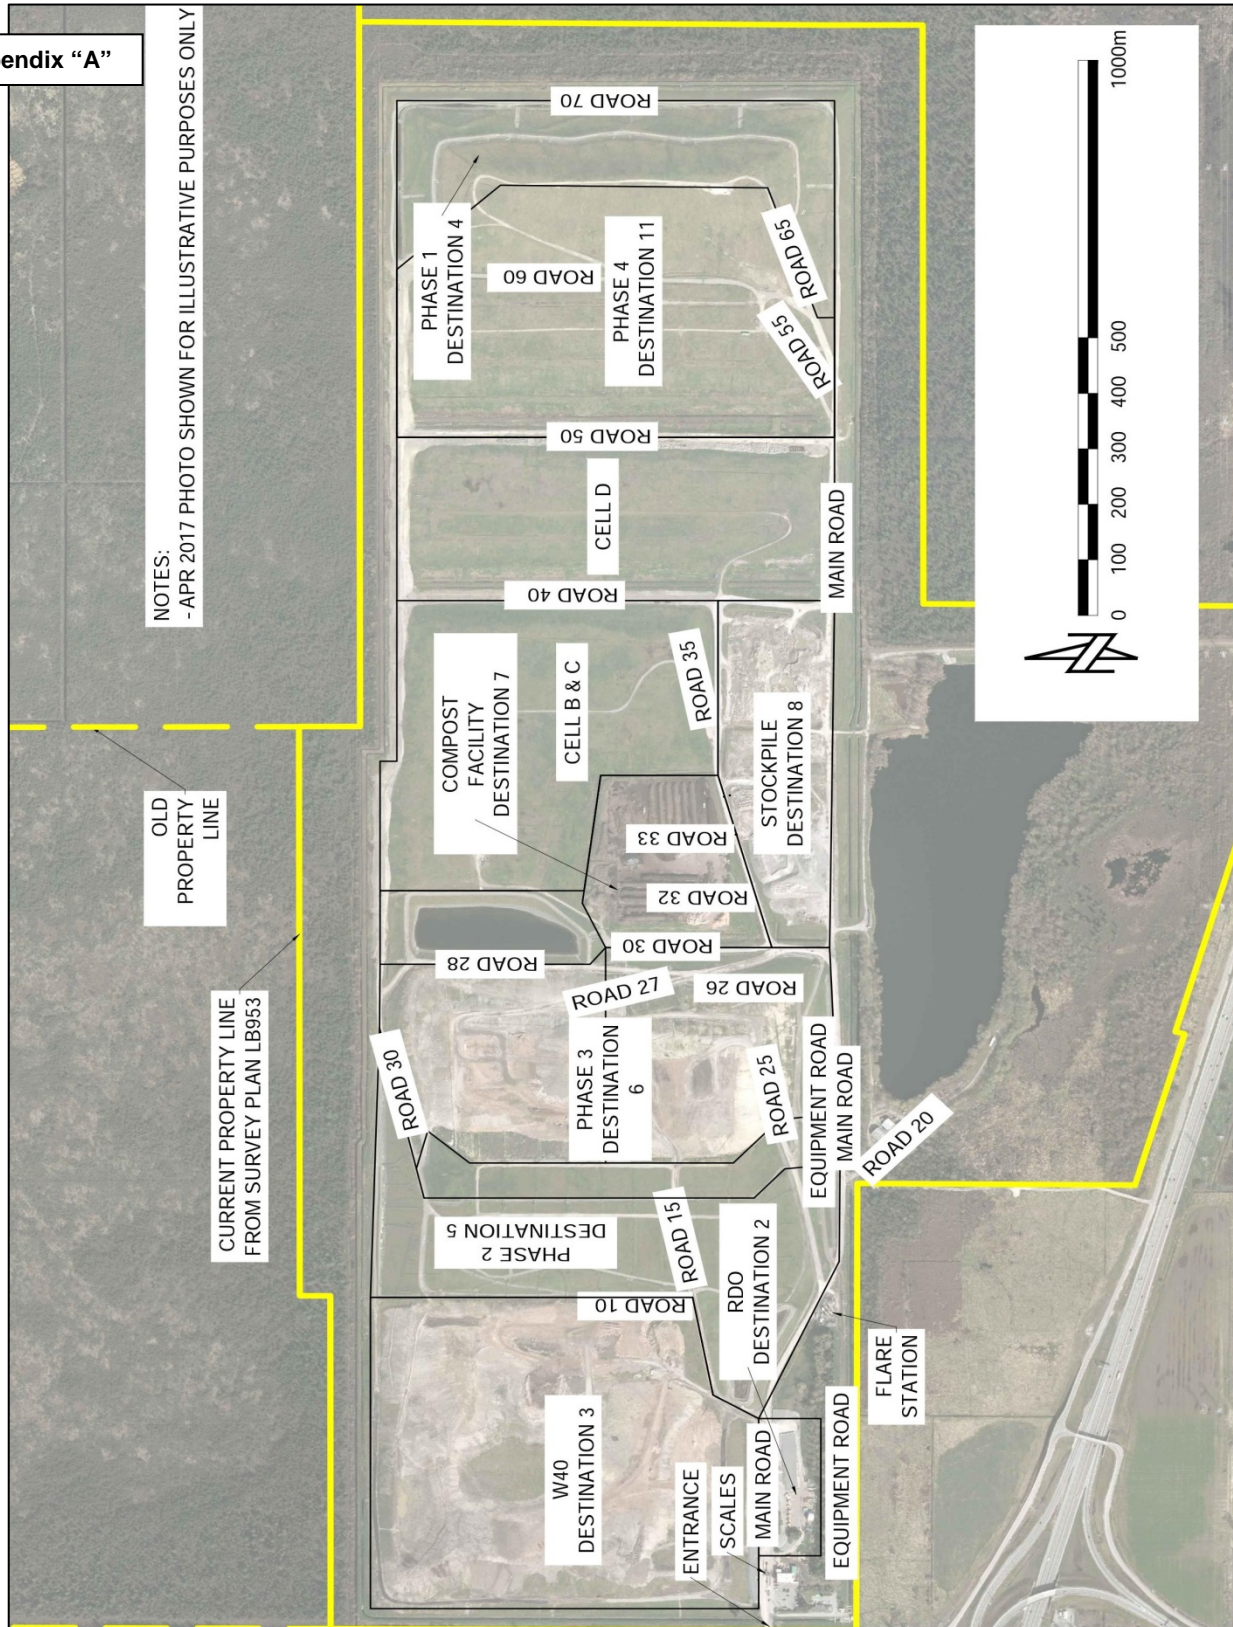 endix “A”
NOTES:
- APR 2017 PHOTO SHOWN FOR ILLUSTRATIVE PURPOSES ONLY
OLD
PROPERTY
LINE
CURRENT PROPERTY LINE
FROM SURVEY PLAN LB953
ROAD 70
PHASE 1
DESTINATION 4
ROAD 60
PHASE 4
DESTINATION 11
ROAD 65
ROAD 55
ROAD 50
CELL D
MAIN ROAD
ROAD 40
COMPOST
FACILITY
DESTINATION 7
CELL B & C
ROAD 35
STOCKPILE
DESTINATION 8
ROAD 33
ROAD 32
ROAD 30
ROAD 28
ROAD 27
ROAD 26
ROAD 30
PHASE 3
DESTINATION
6
ROAD 25
EQUIPMENT ROAD
MAIN ROAD
ROAD 20
PHASE 2
DESTINATION 5
ROAD 15
RDO
DESTINATION 2
ROAD 10
FLARE
STATION
W40
DESTINATION 3
ENTRANCE
SCALES
MAIN ROAD
EQUIPMENT ROAD
0
100
200
300
400
500
1000m